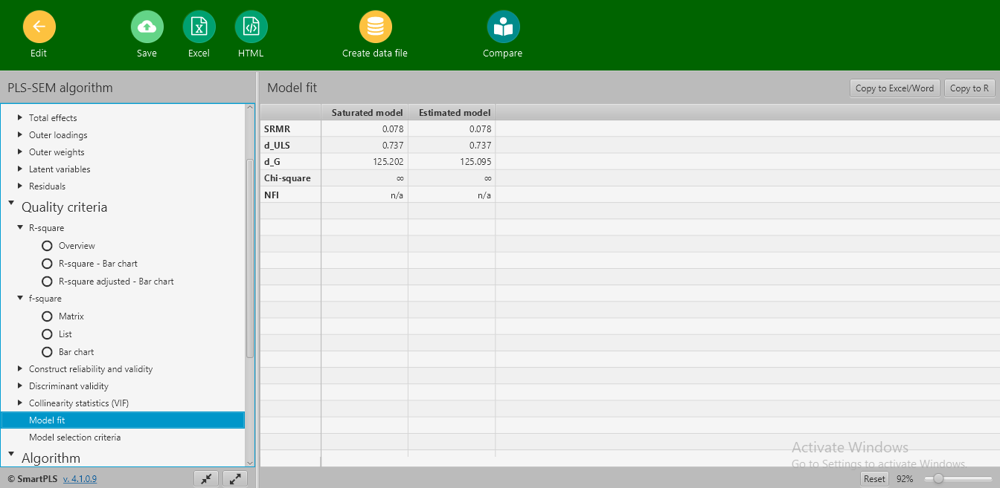 Edit
Save
Excel
HTML
Create data file
Compare
PLS-SEM algorithm
Total effects
Outer loadings
Outer weights
Latent variables
Residuals
Quality criteria
R-square
Overview
R-square - Bar chart
R-square adjusted - Bar chart
f-square
Matrix
List
Bar chart
Construct reliability and validity
Discriminant validity
Collinearity statistics (VIF)
Model fit
Model selection criteria
Algorithm
© SmartPLS v. 4.1.0.9
Model fit
Copy to Excel/Word Copy to R
Saturated model Estimated model
SRMR 0.078 0.078
d_ULS 0.737 0.737
d_G 125.202 125.095
Chi-square ∞ ∞
NFI n/a n/a
Activate Windows
Go to Settings to activate Windows.
Reset 92%